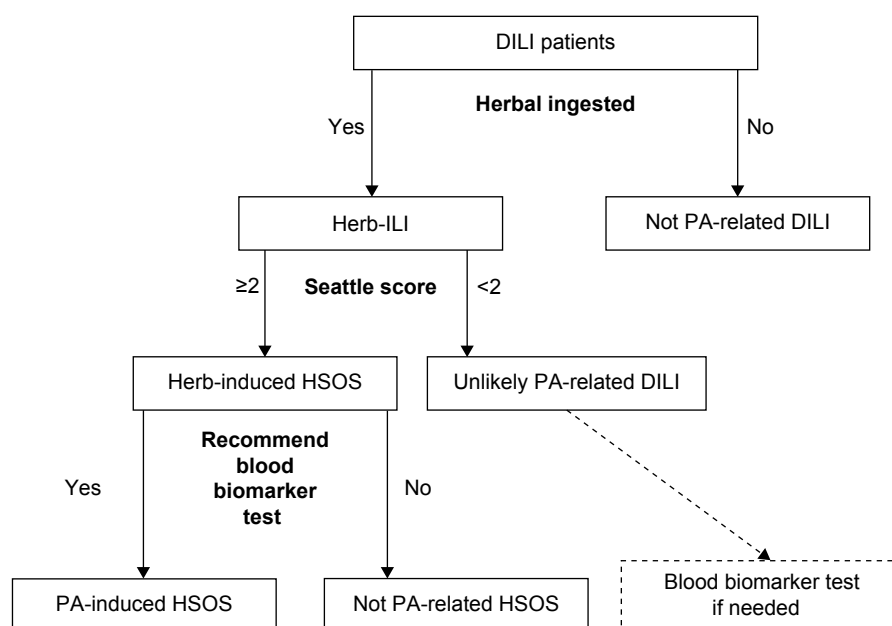 DILI patients
Herbal ingested
Yes
No
Herb-ILI
Not PA-related DILI
≥2
Seattle score
<2
Herb-induced HSOS
Unlikely PA-related DILI
Recommend
blood
biomarker
test
Yes
No
PA-induced HSOS
Not PA-related HSOS
Blood biomarker test
if needed